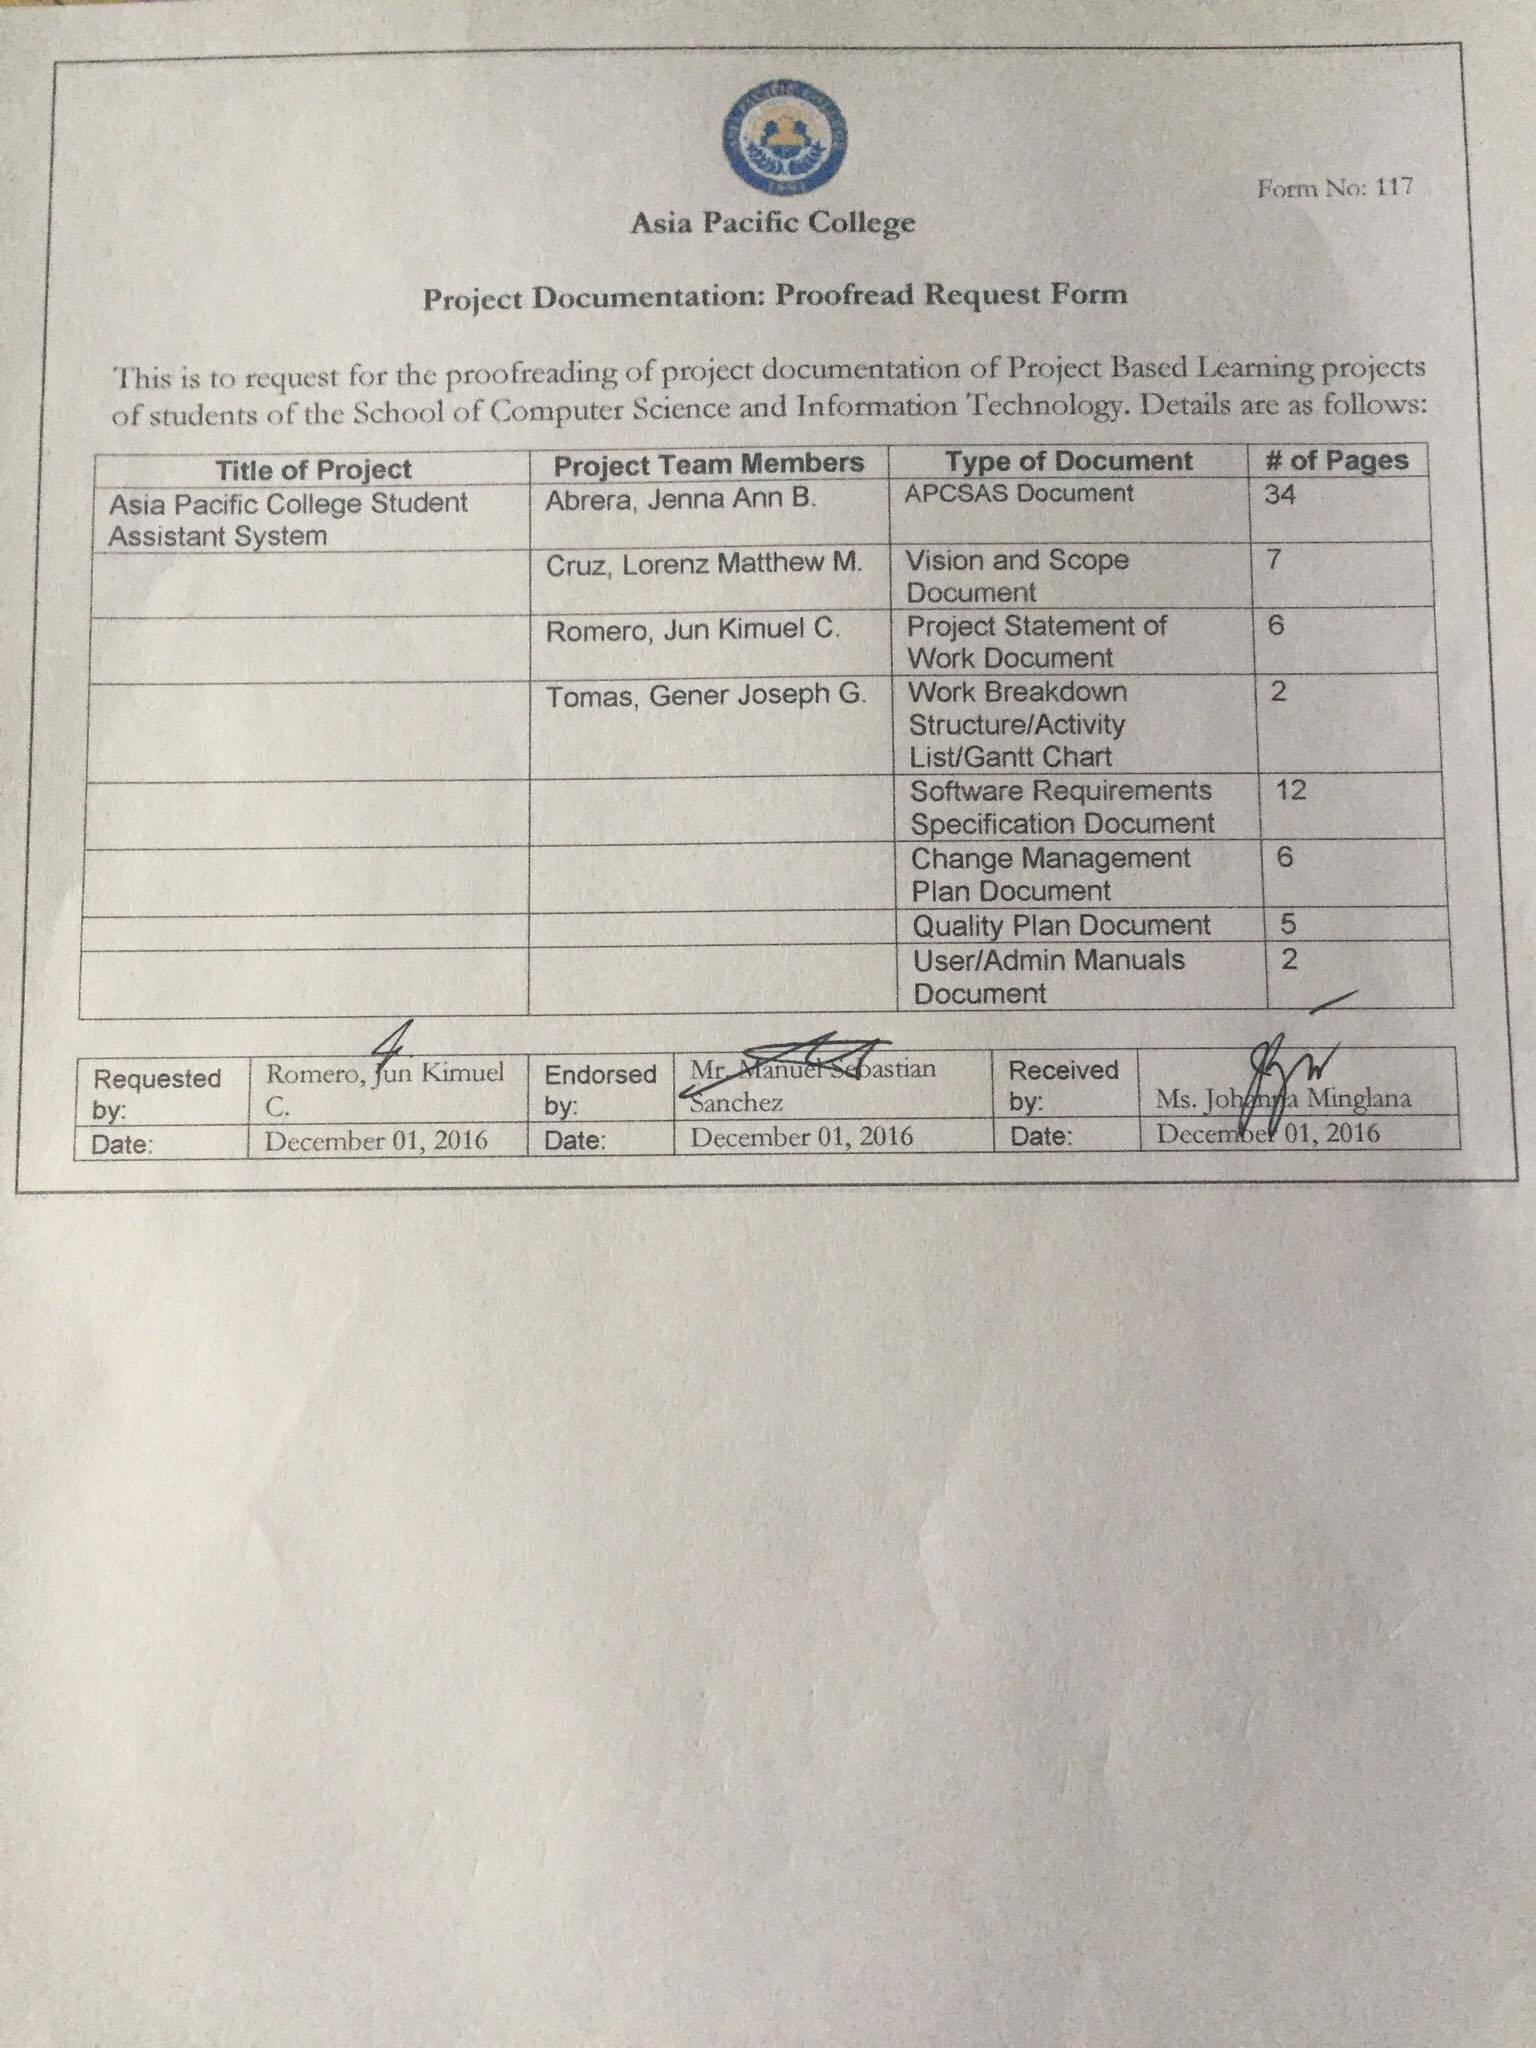 Form No: 117
Asia Pacific College
Project Documentation: Proofread Request Form
This is to request for the proofreading of project documentation of Project Based Learning projects
of students of the School of Computer Science and Information Technology. Details are as follows:
Title of Project Project Team Members Type of Document # of Pages
Asia Pacific College Student Abrera, Jenna Ann B. APCSAS Document 34
Assistant System
Cruz, Lorenz Matthew M. Vision and Scope 7
Document
Romero, Jun Kimuel C. Project Statement of 6
Work Document
Tomas, Gener Joseph G. Work Breakdown 2
Structure/Activity
List/Gantt Chart
Software Requirements 12
Specification Document
Change Management 6
Plan Document
Quality Plan Document 5
User/Admin Manuals 2
Document
Requested Romero, Jun Kimuel Endorsed Mr. Manuel Sebastian Received
by: C. by: Sanchez by: Ms. Johanna Minglana
Date: December 01, 2016 Date: December 01, 2016 Date: December 01, 2016